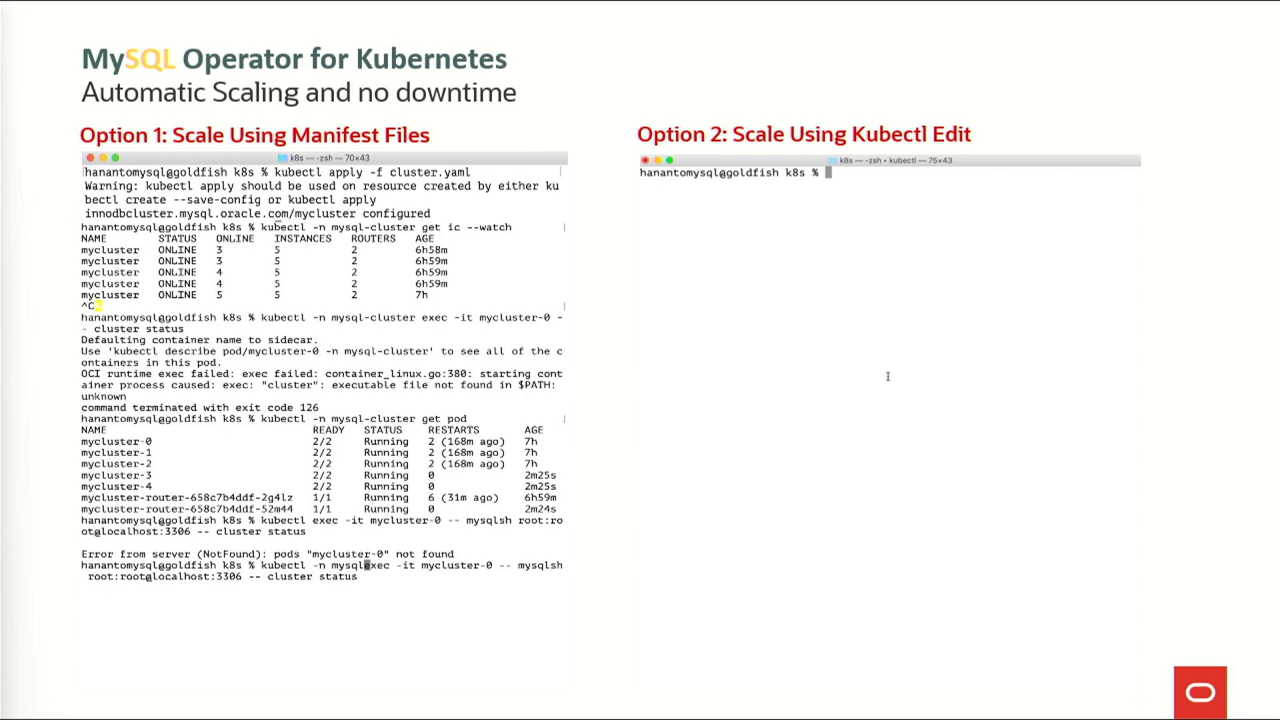 MySQL Operator for Kubernetes
Automatic Scaling and no downtime
Option 1: Scale Using Manifest Files
k8s — -zsh — 70×43
hanantomysql@goldfish k8s % kubectl apply -f cluster.yaml
Warning: kubectl apply should be used on resource created by either ku
bectl create --save-config or kubectl apply
innodbcluster.mysql.oracle.com/mycluster configured
hanantomysql@goldfish k8s % kubectl -n mysql-cluster get ic --watch
NAME STATUS ONLINE INSTANCES ROUTERS AGE
mycluster ONLINE 3 5 2 6h58m
mycluster ONLINE 3 5 2 6h59m
mycluster ONLINE 4 5 2 6h59m
mycluster ONLINE 4 5 2 6h59m
mycluster ONLINE 5 5 2 7h
^C
hanantomysql@goldfish k8s % kubectl -n mysql-cluster exec -it mycluster-0 -
- cluster status
Defaulting container name to sidecar.
Use 'kubectl describe pod/mycluster-0 -n mysql-cluster' to see all of the c
ontainers in this pod.
OCI runtime exec failed: exec failed: container_linux.go:380: starting cont
ainer process caused: exec: "cluster": executable file not found in $PATH:
unknown
command terminated with exit code 126
hanantomysql@goldfish k8s % kubectl -n mysql-cluster get pod
NAME READY STATUS RESTARTS AGE
mycluster-0 2/2 Running 2 (168m ago) 7h
mycluster-1 2/2 Running 2 (168m ago) 7h
mycluster-2 2/2 Running 2 (168m ago) 7h
mycluster-3 2/2 Running 0 2m25s
mycluster-4 2/2 Running 0 2m25s
mycluster-router-658c7b4ddf-2g4lz 1/1 Running 6 (31m ago) 6h59m
mycluster-router-658c7b4ddf-52m44 1/1 Running 0 2m24s
hanantomysql@goldfish k8s % kubectl exec -it mycluster-0 -- mysqlsh root:ro
ot@localhost:3306 -- cluster status
Error from server (NotFound): pods "mycluster-0" not found
hanantomysql@goldfish k8s % kubectl -n mysqlexec -it mycluster-0 -- mysqlsh
root:root@localhost:3306 -- cluster status
Option 2: Scale Using Kubectl Edit
k8s — -zsh • kubectl — 75×43
hanantomysql@goldfish k8s %